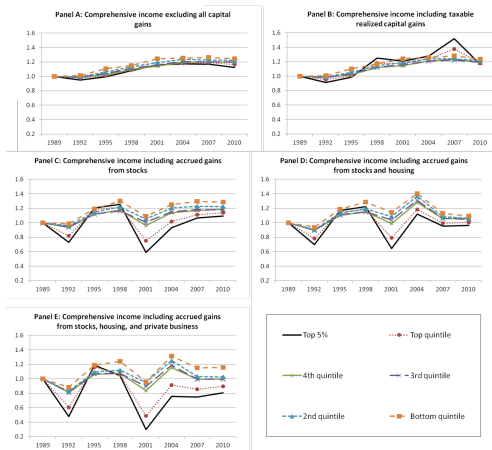 Panel A: Comprehensive income excluding all capital
gains
1.6
1.4
1.2
1.0
0.8
0.6
0.4
0.2
1989 1992 1995 1998 2001 2004 2007 2010
Panel B: Comprehensive income including taxable
realized capital gains
1.6
1.4
1.2
1.0
0.8
0.6
0.4
0.2
1989 1992 1995 1998 2001 2004 2007 2010
Panel C: Comprehensive income including accrued gains
from stocks
1.6
1.4
1.2
1.0
0.8
0.6
0.4
0.2
1989 1992 1995 1998 2001 2004 2007 2010
Panel D: Comprehensive income including accrued gains
from stocks and housing
1.6
1.4
1.2
1.0
0.8
0.6
0.4
0.2
1989 1992 1995 1998 2001 2004 2007 2010
Panel E: Comprehensive income including accrued gains
from stocks, housing, and private business
1.6
1.4
1.2
1.0
0.8
0.6
0.4
0.2
1989 1992 1995 1998 2001 2004 2007 2010
Top 5% Top quintile
4th quintile 3rd quintile
2nd quintile Bottom quintile